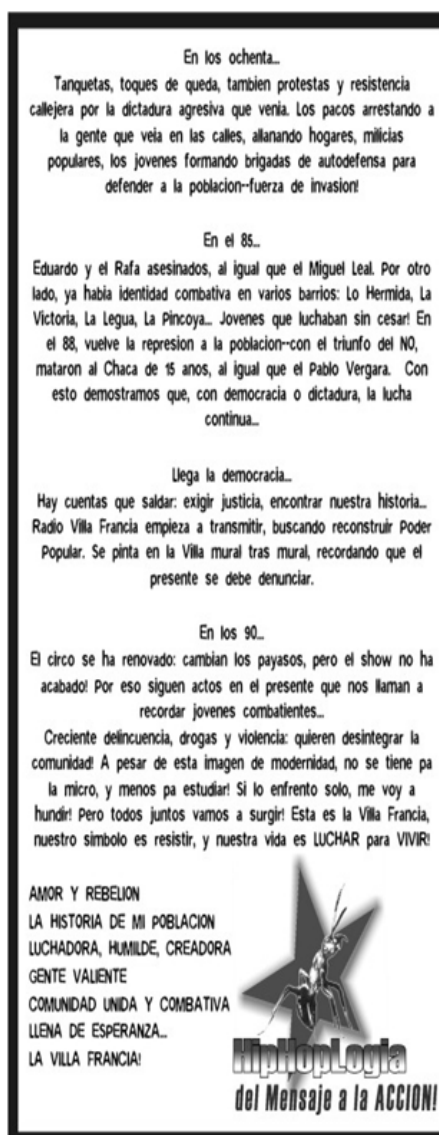 En los ochenta...
Tanquetas, toques de queda, tambien protestas y resistencia
callejera por la dictadura agresiva que venia. Los pacos arrestando a
la gente que veia en las calles, allanando hogares, milicias
populares, los jovenes formando brigadas de autodefensa para
defender a la poblacion--fuerza de invasion!
En el 85...
Eduardo y el Rafa asesinados, al igual que el Miguel Leal. Por otro
lado, ya habia identidad combativa en varios barrios: Lo Hermida, La
Victoria, La Legua, La Pincoya... Jovenes que luchaban sin cesar! En
el 88, vuelve la represion a la poblacion--con el triunfo del NO,
mataron al Chaca de 15 anos, al igual que el Pablo Vergara. Con
esto demostramos que, con democracia o dictadura, la lucha
continua...
Llega la democracia...
Hay cuentas que saldar: exigir justicia, encontrar nuestra historia...
Radio Villa Francia empieza a transmitir, buscando reconstruir Poder
Popular. Se pinta en la Villa mural tras mural, recordando que el
presente se debe denunciar.
En los 90...
El circo se ha renovado: cambian los payasos, pero el show no ha
acabado! Por eso siguen actos en el presente que nos llaman a
recordar jovenes combatientes...
Creciente delincuencia, drogas y violencia: quieren desintegrar la
comunidad! A pesar de esta imagen de modernidad, no se tiene pa
la micro, y menos pa estudiar! Si lo enfrento solo, me voy a
hundir! Pero todos juntos vamos a surgir! Esta es la Villa Francia,
nuestro simbolo es resistir, y nuestra vida es LUCHAR para VIVIR!
AMOR Y REBELION
LA HISTORIA DE MI POBLACION
LUCHADORA, HUMILDE, CREADORA
GENTE VALIENTE
COMUNIDAD UNIDA Y COMBATIVA
LLENA DE ESPERANZA...
LA VILLA FRANCIA!
HipHopLogia
del Mensaje a la ACCION!